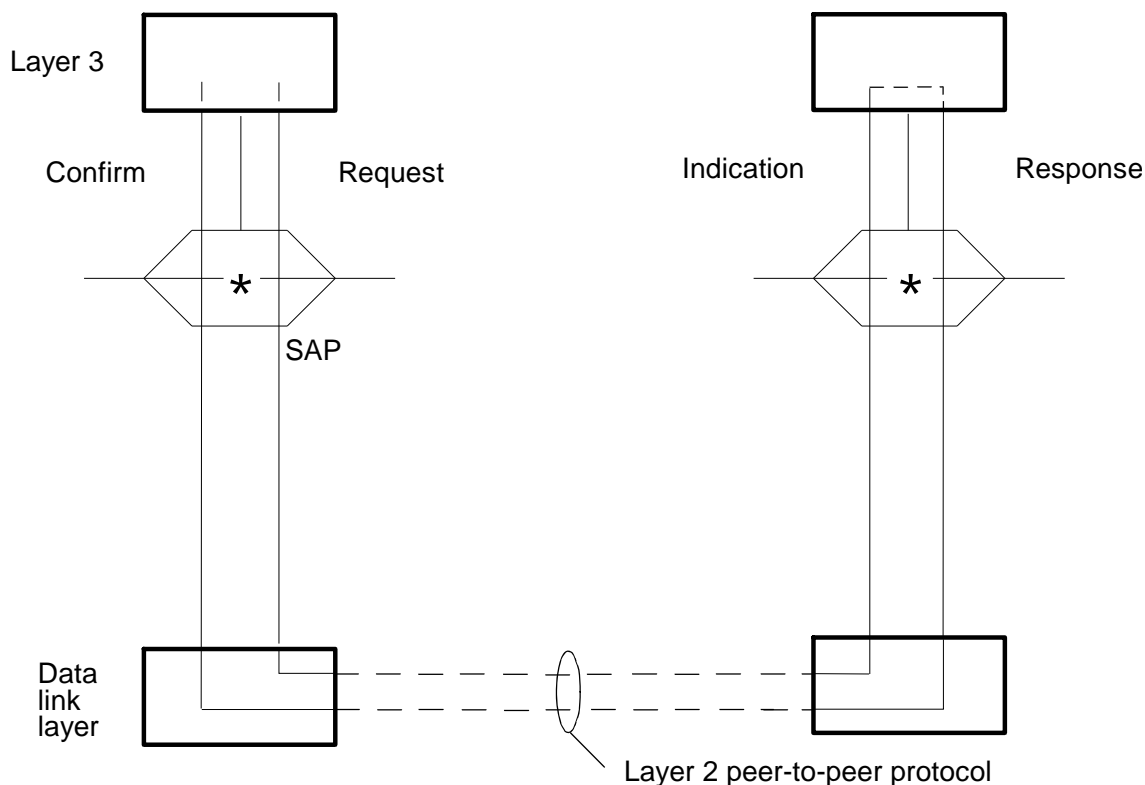 Layer 3
Confirm
Request
Indication
Response
*
*
SAP
Data
link
layer
Layer 2 peer-to-peer protocol